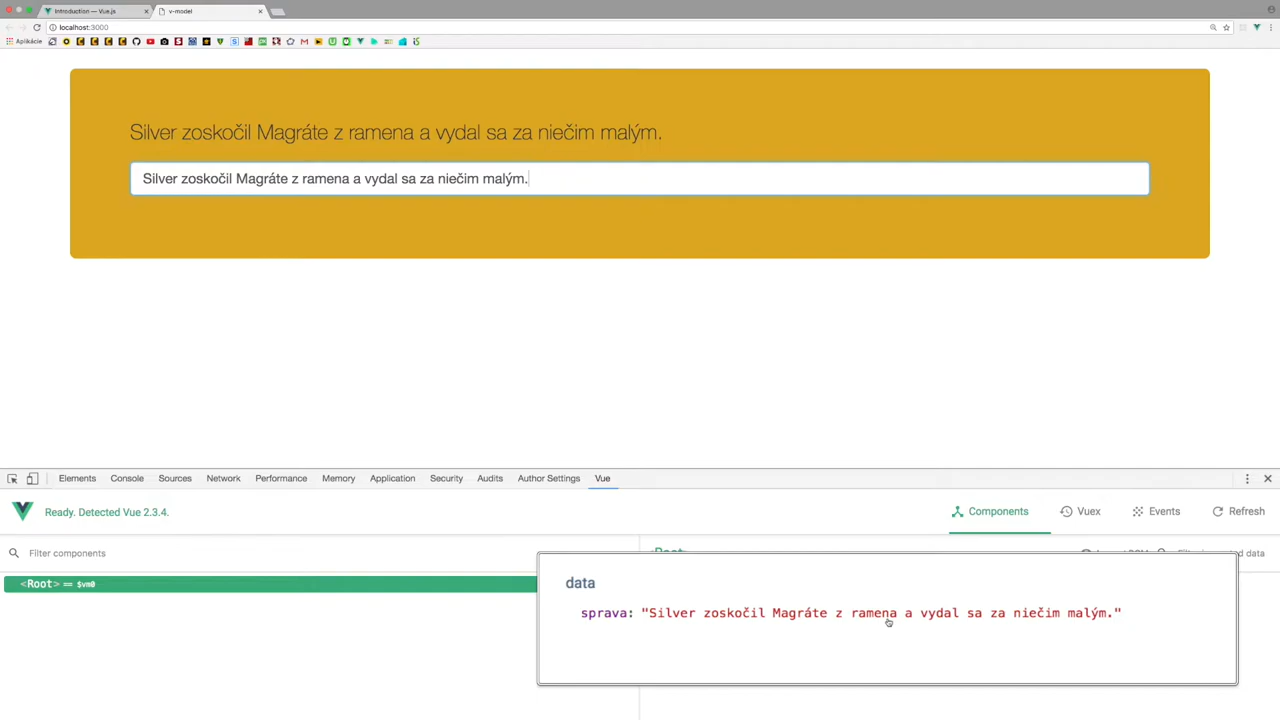 Introduction — Vue.js
v-model
localhost:3000
Aplikácie
Silver zoskočil Magráte z ramena a vydal sa za niečim malým.
Silver zoskočil Magráte z ramena a vydal sa za niečim malým.
Elements Console Sources Network Performance Memory Application Security Audits Author Settings Vue
Ready. Detected Vue 2.3.4.
Components Vuex Events Refresh
Filter components
<Root> == $vm0
data
sprava: "Silver zoskočil Magráte z ramena a vydal sa za niečim malým."